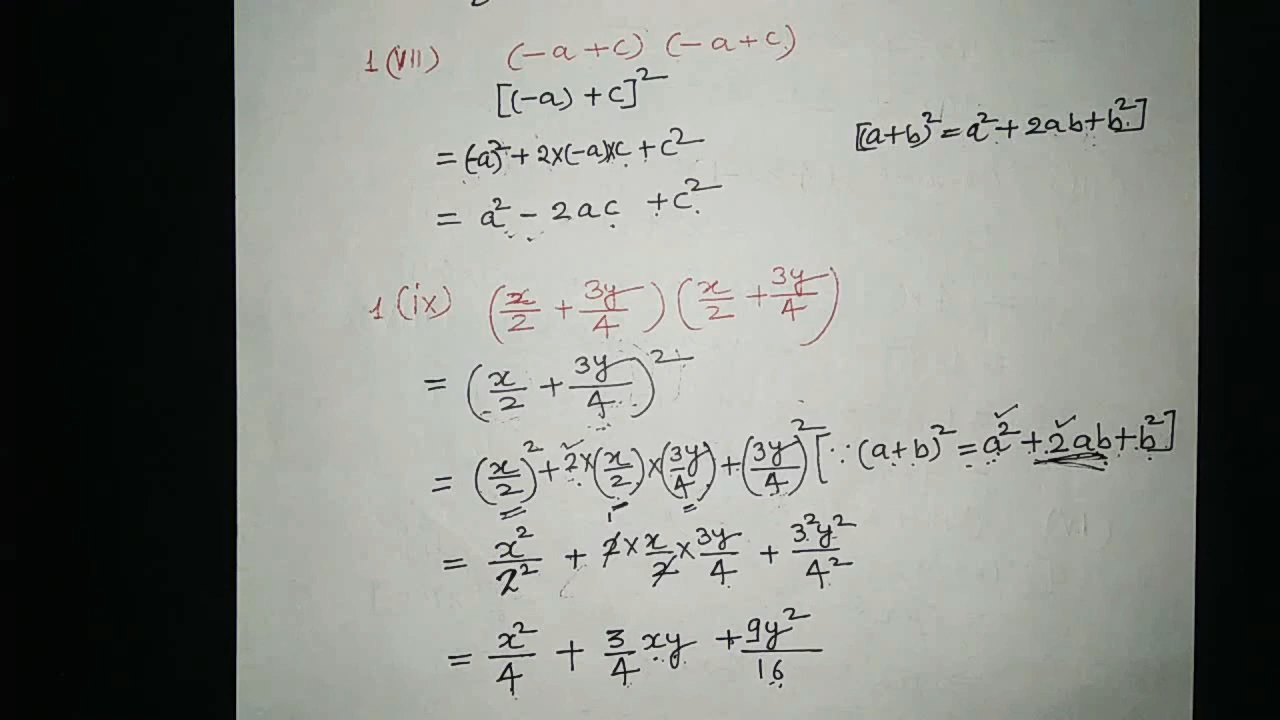 1(VII) (-a+c) (-a+c)
[(-a) + c]²
[(a+b)² = a² + 2ab + b²]
= (-a)² + 2×(-a)×c + c²
= a² - 2ac + c²
1(ix) (x/2 + 3y/4) (x/2 + 3y/4)
= (x/2 + 3y/4)²
= (x/2)² + 2×(x/2)×(3y/4) + (3y/4)² [∵ (a+b)² = a² + 2ab + b²]
= x²/2² + 2×x/2×3y/4 + 3²y²/4²
= x²/4 + 3/4 xy + 9y²/16